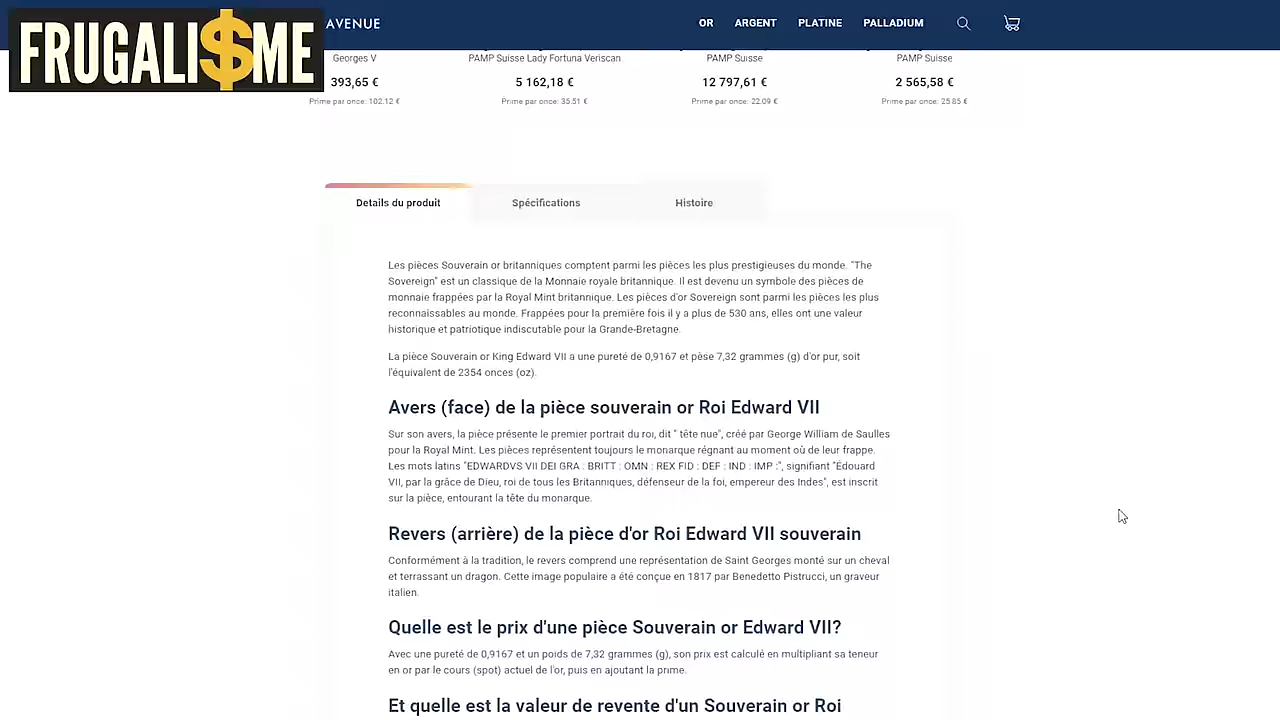 FRUGALI$ME
AVENUE
OR
ARGENT
PLATINE
PALLADIUM
Georges V
PAMP Suisse Lady Fortuna Veriscan
PAMP Suisse
PAMP Suisse
393,65 €
5 162,18 €
12 797,61 €
2 565,58 €
Prime par once: 102.12 €
Prime par once: 35.51 €
Prime par once: 22.09 €
Prime par once: 25.85 €
Details du produit
Spécifications
Histoire
Les pièces Souverain or britanniques comptent parmi les pièces les plus prestigieuses du monde. "The
Sovereign" est un classique de la Monnaie royale britannique. Il est devenu un symbole des pièces de
monnaie frappées par la Royal Mint britannique. Les pièces d'or Sovereign sont parmi les pièces les plus
reconnaissables au monde. Frappées pour la première fois il y a plus de 530 ans, elles ont une valeur
historique et patriotique indiscutable pour la Grande-Bretagne.
La pièce Souverain or King Edward VII a une pureté de 0,9167 et pèse 7,32 grammes (g) d'or pur, soit
l'équivalent de 2354 onces (oz).
Avers (face) de la pièce souverain or Roi Edward VII
Sur son avers, la pièce présente le premier portrait du roi, dit " tête nue", créé par George William de Saulles
pour la Royal Mint. Les pièces représentent toujours le monarque régnant au moment où de leur frappe.
Les mots latins "EDWARDVS VII DEI GRA : BRITT : OMN : REX FID : DEF : IND : IMP :", signifiant "Édouard
VII, par la grâce de Dieu, roi de tous les Britanniques, défenseur de la foi, empereur des Indes", est inscrit
sur la pièce, entourant la tête du monarque.
Revers (arrière) de la pièce d'or Roi Edward VII souverain
Conformément à la tradition, le revers comprend une représentation de Saint Georges monté sur un cheval
et terrassant un dragon. Cette image populaire a été conçue en 1817 par Benedetto Pistrucci, un graveur
italien.
Quelle est le prix d'une pièce Souverain or Edward VII?
Avec une pureté de 0,9167 et un poids de 7,32 grammes (g), son prix est calculé en multipliant sa teneur
en or par le cours (spot) actuel de l'or, puis en ajoutant la prime.
Et quelle est la valeur de revente d'un Souverain or Roi